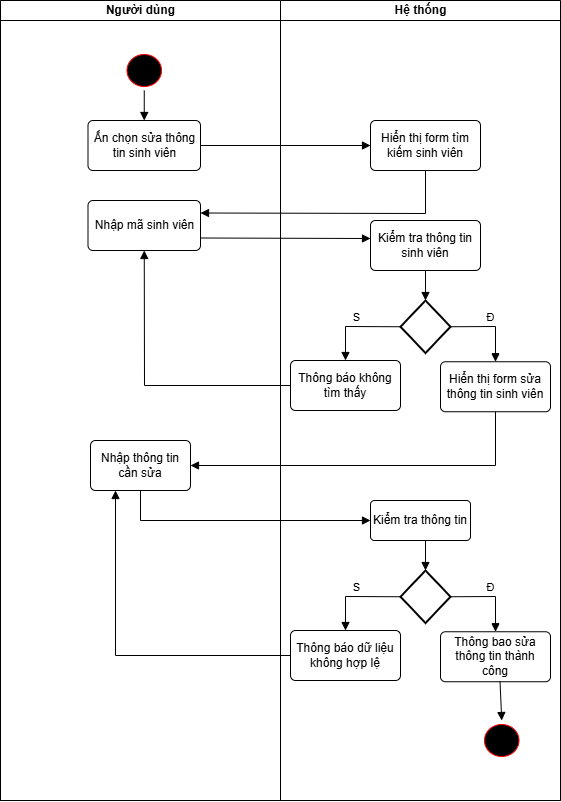 Người dùng
Hệ thống
Ấn chọn sửa thông
tin sinh viên
Hiển thị form tìm
kiếm sinh viên
Nhập mã sinh viên
Kiểm tra thông tin
sinh viên
S
Đ
Thông báo không
tìm thấy
Hiển thị form sửa
thông tin sinh viên
Nhập thông tin
cần sửa
Kiểm tra thông tin
S
Đ
Thông báo dữ liệu
không hợp lệ
Thông bao sửa
thông tin thành
công